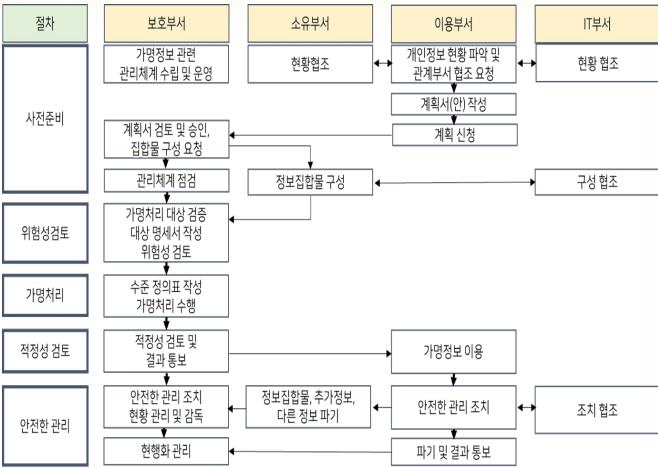 절차
보호부서
소유부서
이용부서
IT부서
사전준비
가명정보 관련
관리체계 수립 및 운영
현황협조
개인정보 현황 파악 및
관계부서 협조 요청
현황 협조
계획서(안) 작성
계획 신청
계획서 검토 및 승인,
집합물 구성 요청
관리체계 점검
정보집합물 구성
구성 협조
위험성검토
가명처리 대상 검증
대상 명세서 작성
위험성 검토
가명처리
수준 정의표 작성
가명처리 수행
적정성 검토
적정성 검토 및
결과 통보
가명정보 이용
안전한 관리
안전한 관리 조치
현황 관리 및 감독
정보집합물, 추가정보,
다른 정보 파기
안전한 관리 조치
조치 협조
현행화 관리
파기 및 결과 통보